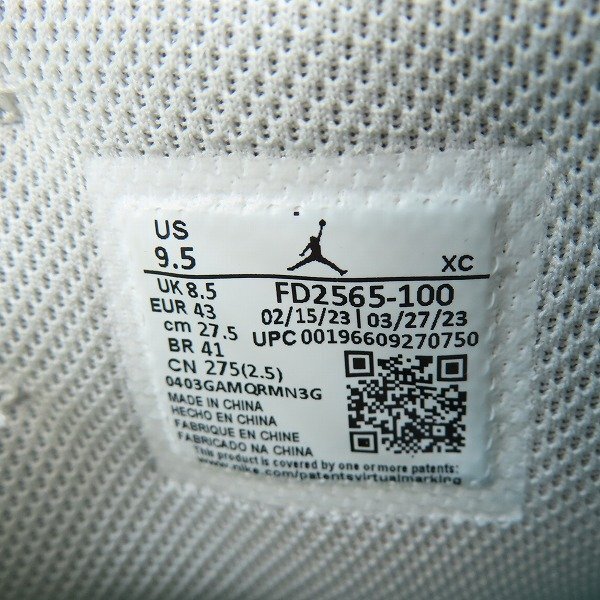 US
9.5
XC
UK 8.5
EUR 43
cm 27.5
BR 41
CN 275(2.5)
0403GAMQRMN3G
FD2565-100
02/15/23 | 03/27/23
UPC 00196609270750
MADE IN CHINA
HECHO EN CHINA
FABRIQUE EN CHINE
FABRICADO NA CHINA
This product is covered by one or more patents:
www.nike.com/patentsvirtualmarking